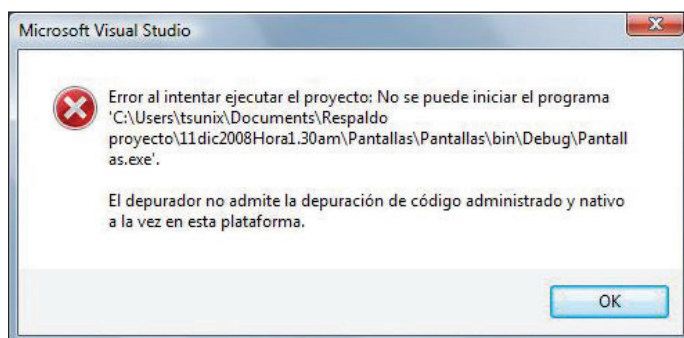 Microsoft Visual Studio
Error al intentar ejecutar el proyecto: No se puede iniciar el programa
'C:\Users\tsunix\Documents\Respaldo
proyecto\11dic2008Hora1.30am\Pantallas\Pantallas\bin\Debug\Pantall
as.exe'.
El depurador no admite la depuración de código administrado y nativo
a la vez en esta plataforma.
OK